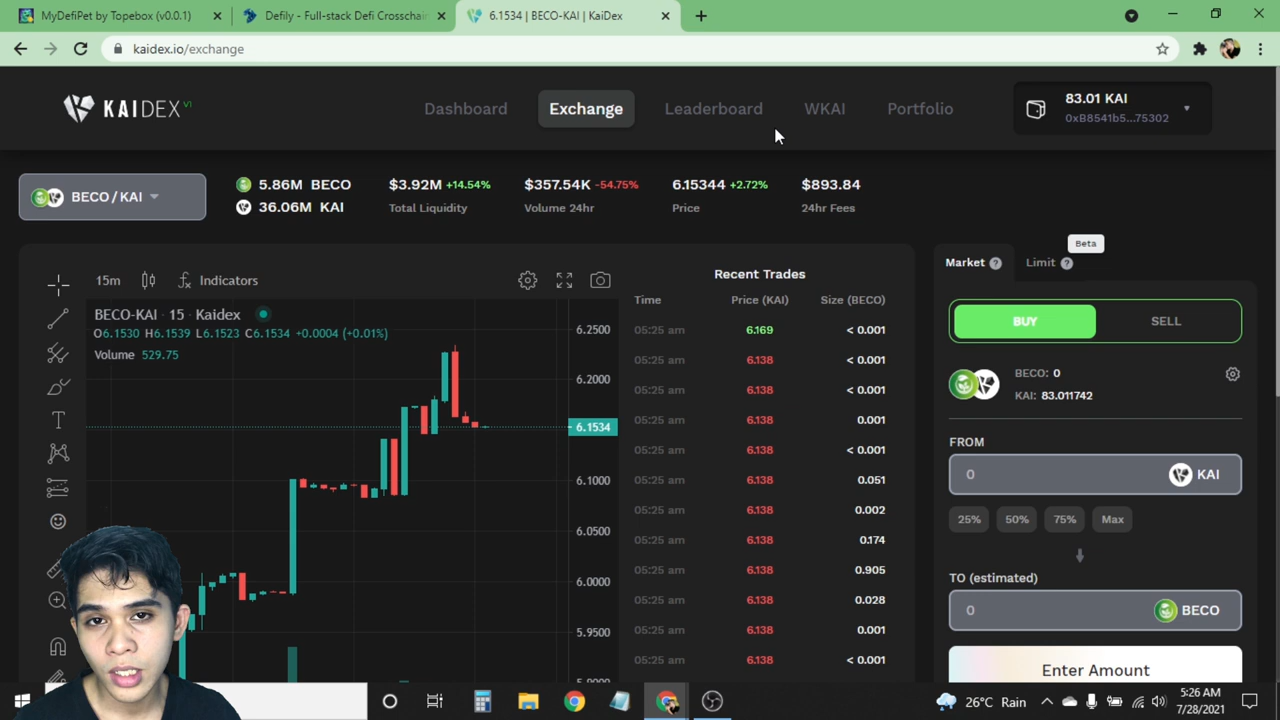 MyDefiPet by Topebox (v0.0.1)
Defily - Full-stack Defi Crosschain
6.1534 | BECO-KAI | KaiDex
kaidex.io/exchange
KAIDEX V1
Dashboard
Exchange
Leaderboard
WKAI
Portfolio
83.01 KAI
0xB8541b5...75302
BECO / KAI
5.86M BECO
36.06M KAI
$3.92M +14.54%
Total Liquidity
$357.54K -54.75%
Volume 24hr
6.15344 +2.72%
Price
$893.84
24hr Fees
15m
Indicators
BECO-KAI · 15 · Kaidex
O6.1530 H6.1539 L6.1523 C6.1534 +0.0004 (+0.01%)
Volume 529.75
6.2500
6.2000
6.1534
6.1000
6.0500
6.0000
5.9500
5.9000
Recent Trades
Time Price (KAI) Size (BECO)
05:25 am 6.169 < 0.001
05:25 am 6.138 < 0.001
05:25 am 6.138 < 0.001
05:25 am 6.138 0.001
05:25 am 6.138 < 0.001
05:25 am 6.138 0.051
05:25 am 6.138 0.002
05:25 am 6.138 0.174
05:25 am 6.138 0.905
05:25 am 6.138 0.028
05:25 am 6.138 0.001
05:25 am 6.138 < 0.001
Beta
Market ?
Limit ?
BUY
SELL
BECO: 0
KAI: 83.011742
FROM
0 KAI
25% 50% 75% Max
TO (estimated)
0 BECO
Enter Amount
26°C Rain
5:26 AM
7/28/2021